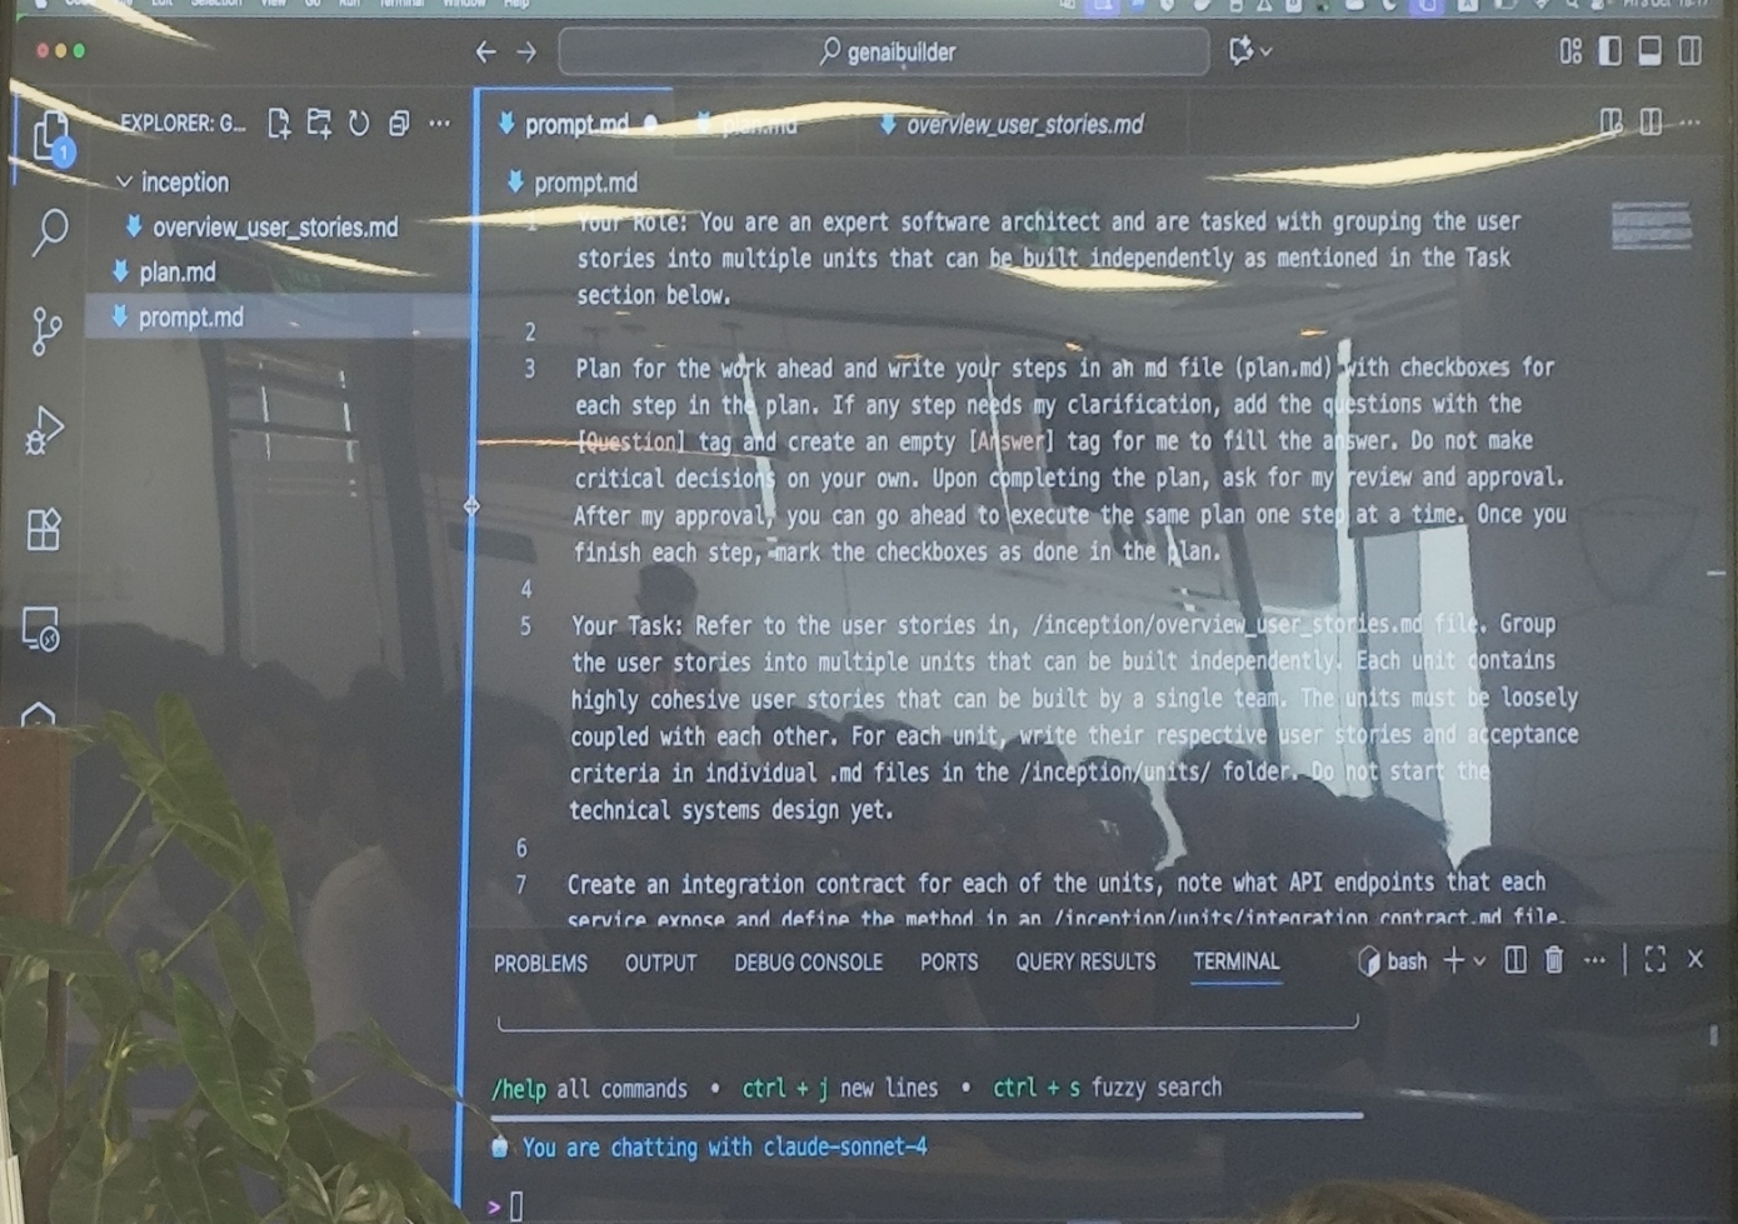 genaibuilder
EXPLORER: G...
1
prompt.md
plan.md
overview_user_stories.md
inception
overview_user_stories.md
plan.md
prompt.md
prompt.md
1 Your Role: You are an expert software architect and are tasked with grouping the user
stories into multiple units that can be built independently as mentioned in the Task
section below.
2
3 Plan for the work ahead and write your steps in an md file (plan.md) with checkboxes for
each step in the plan. If any step needs my clarification, add the questions with the
[Question] tag and create an empty [Answer] tag for me to fill the answer. Do not make
critical decisions on your own. Upon completing the plan, ask for my review and approval.
After my approval, you can go ahead to execute the same plan one step at a time. Once you
finish each step, mark the checkboxes as done in the plan.
4
5 Your Task: Refer to the user stories in, /inception/overview_user_stories.md file. Group
the user stories into multiple units that can be built independently. Each unit contains
highly cohesive user stories that can be built by a single team. The units must be loosely
coupled with each other. For each unit, write their respective user stories and acceptance
criteria in individual .md files in the /inception/units/ folder. Do not start the
technical systems design yet.
6
7 Create an integration contract for each of the units, note what API endpoints that each
service expose and define the method in an /inception/units/integration_contract.md file.
PROBLEMS OUTPUT DEBUG CONSOLE PORTS QUERY RESULTS TERMINAL bash
/help all commands • ctrl + j new lines • ctrl + s fuzzy search
You are chatting with claude-sonnet-4
>